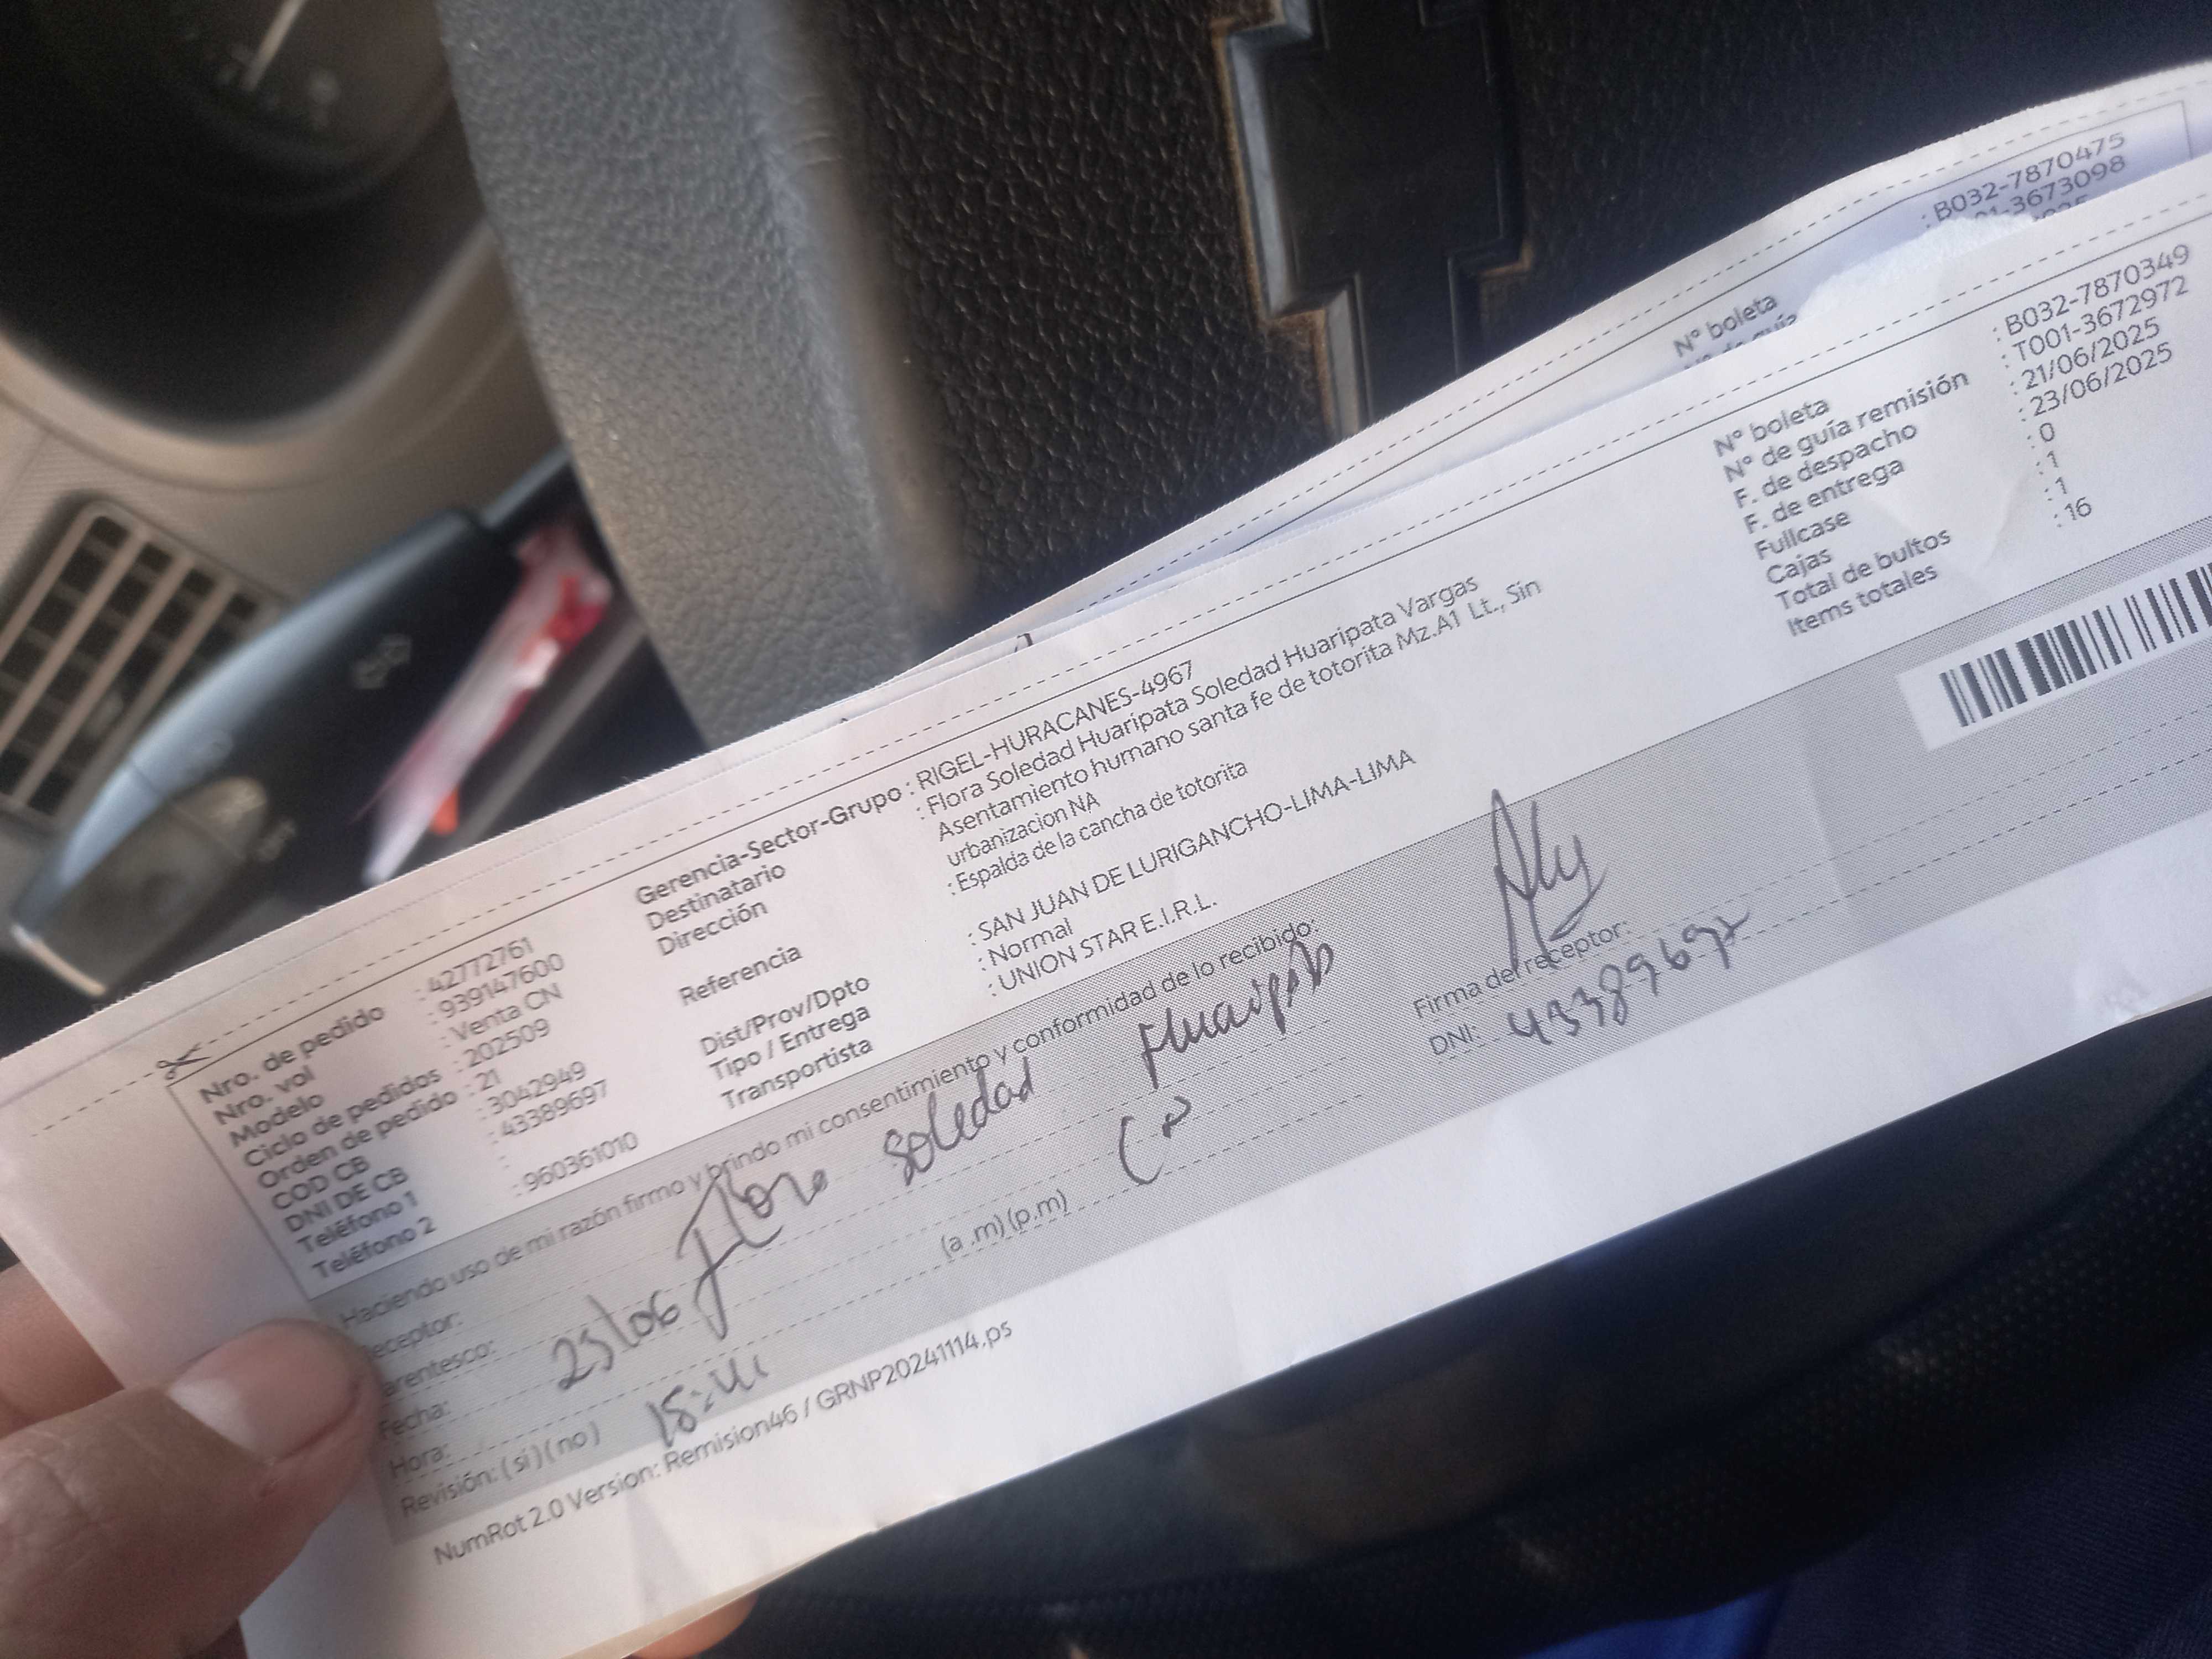 : B032-7870475
01-3673098
N° boleta
Nro. de pedido : 42772761
Nro. vol : 939147600
Modelo : Venta CN
Ciclo de pedidos : 202509
Orden de pedido : 21
COD CB : 3042949
DNI DE CB : 43389697
Teléfono 1 :
Teléfono 2 : 960361010
Gerencia-Sector-Grupo : RIGEL-HURACANES-4967
Destinatario : Flora Soledad Huaripata Soledad Huaripata Vargas
Dirección Asentamiento humano santa fe de totorita Mz.A1 Lt., Sin
urbanizacion NA
Referencia : Espalda de la cancha de totorita
Dist/Prov/Dpto : SAN JUAN DE LURIGANCHO-LIMA-LIMA
Tipo / Entrega : Normal
Transportista : UNION STAR E.I.R.L.
N° boleta : B032-7870349
N° de guía remisión : T001-3672972
F. de despacho : 21/06/2025
F. de entrega : 23/06/2025
Fullcase : 0
Cajas : 1
Total de bultos : 1
Items totales : 16
Haciendo uso de mi razón firmo y brindo mi consentimiento y conformidad de lo recibido:
eceptor: Flora Soledad Huaripata
arentesco:
Fecha: 23/06
Hora: (a .m) (p.m)
Revisión: (si) (no)
Firma del receptor:
DNI: 43389697
NumRot 2.0 Version: Remision46 / GRNP20241114.ps